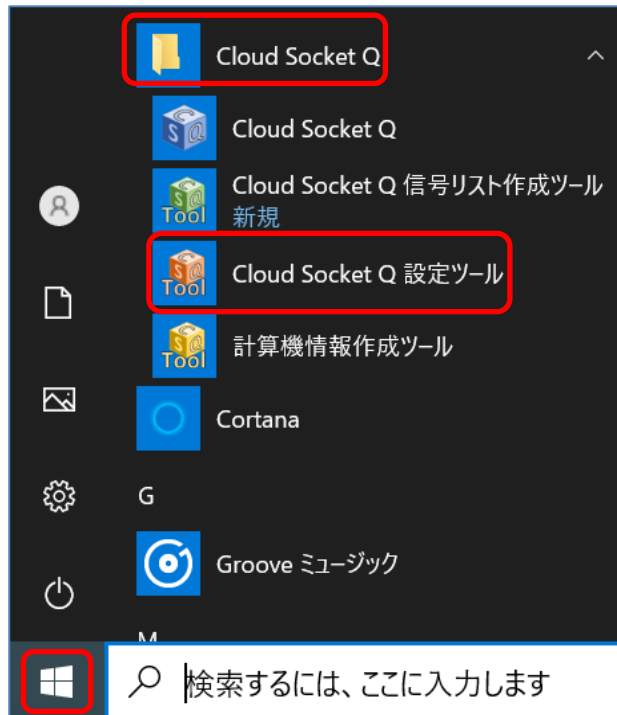 Cloud Socket Q
Cloud Socket Q
Cloud Socket Q 信号リスト作成ツール
新規
Cloud Socket Q 設定ツール
計算機情報作成ツール
Cortana
G
Groove ミュージック
M
検索するには、ここに入力します